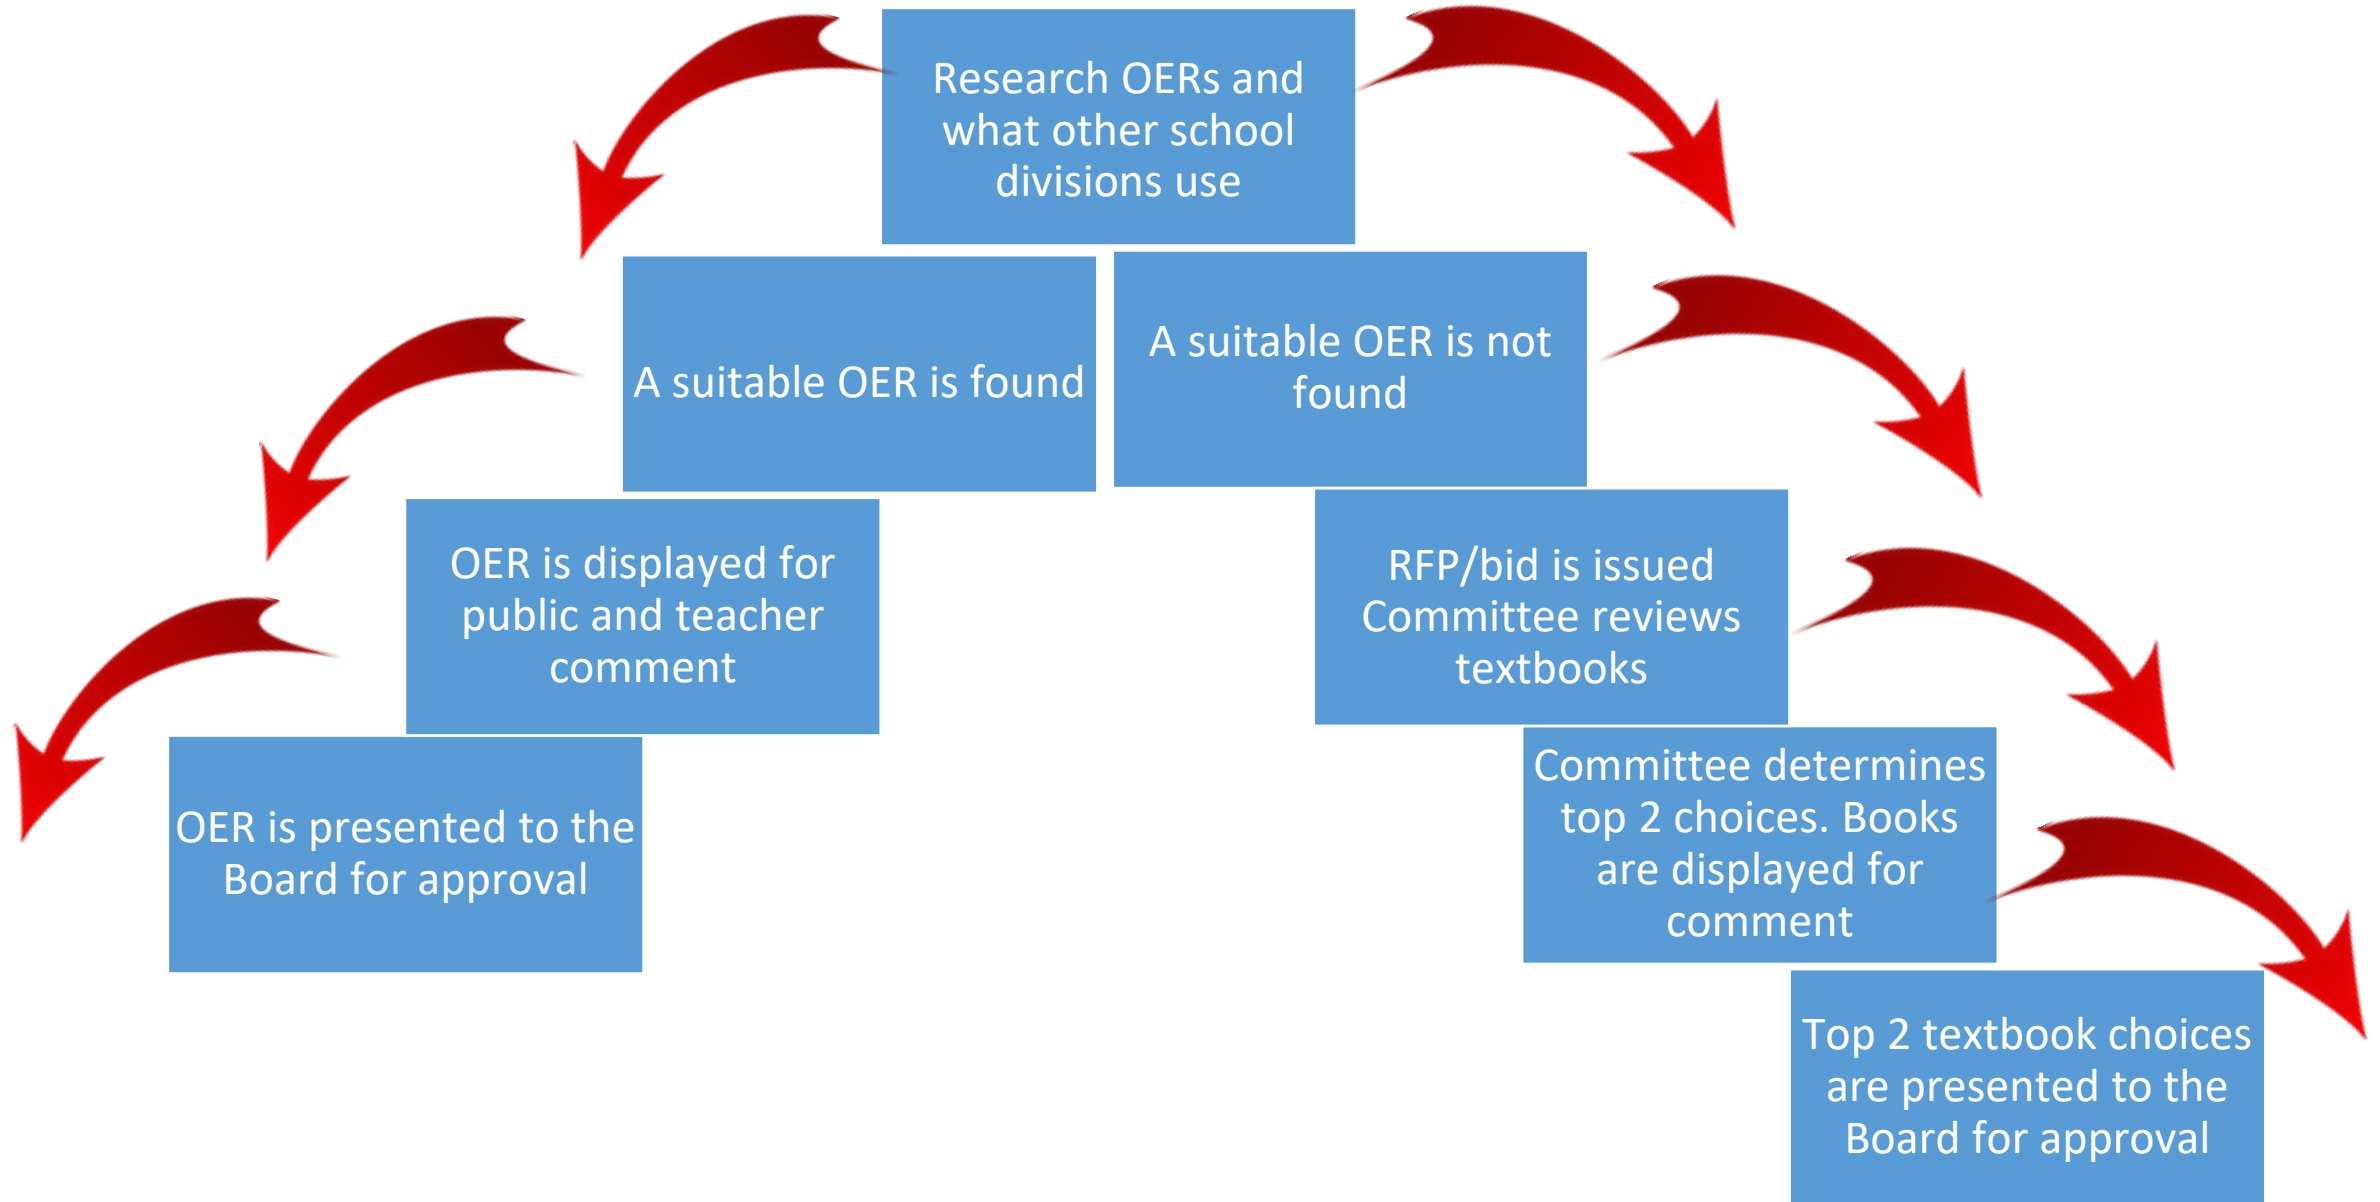 Research OERs and
what other school
divisions use
A suitable OER is found
A suitable OER is not
found
OER is displayed for
public and teacher
comment
RFP/bid is issued
Committee reviews
textbooks
OER is presented to the
Board for approval
Committee determines
top 2 choices. Books
are displayed for
comment
Top 2 textbook choices
are presented to the
Board for approval